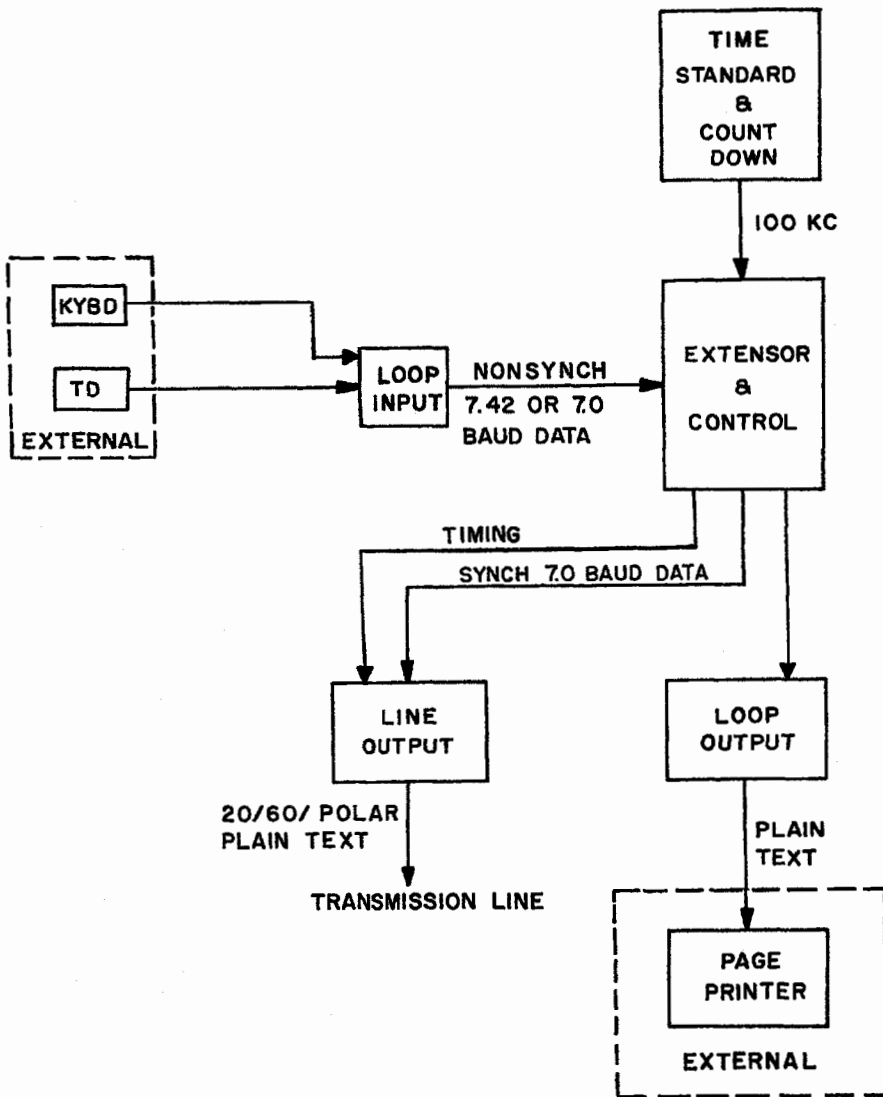 TIME
STANDARD
&
COUNT
DOWN
100 KC
KYBD
TD
EXTERNAL
LOOP
INPUT
NONSYNCH
7.42 OR 7.0
BAUD DATA
EXTENSOR
&
CONTROL
TIMING
SYNCH 7.0 BAUD DATA
LINE
OUTPUT
LOOP
OUTPUT
20/60/ POLAR
PLAIN TEXT
PLAIN
TEXT
TRANSMISSION LINE
PAGE
PRINTER
EXTERNAL